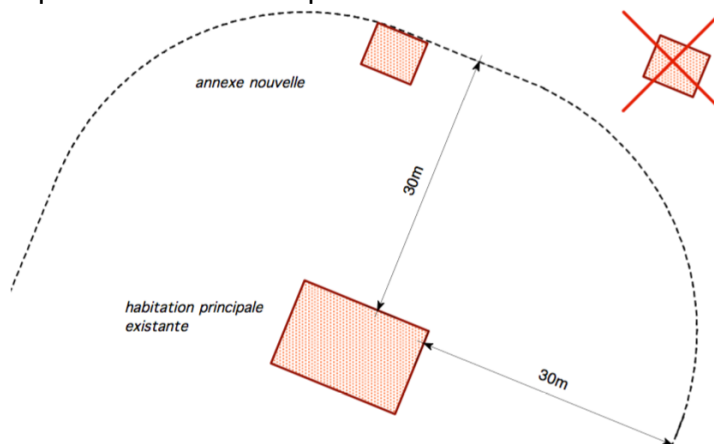 annexe nouvelle
30m
habitation principale
existante
30m